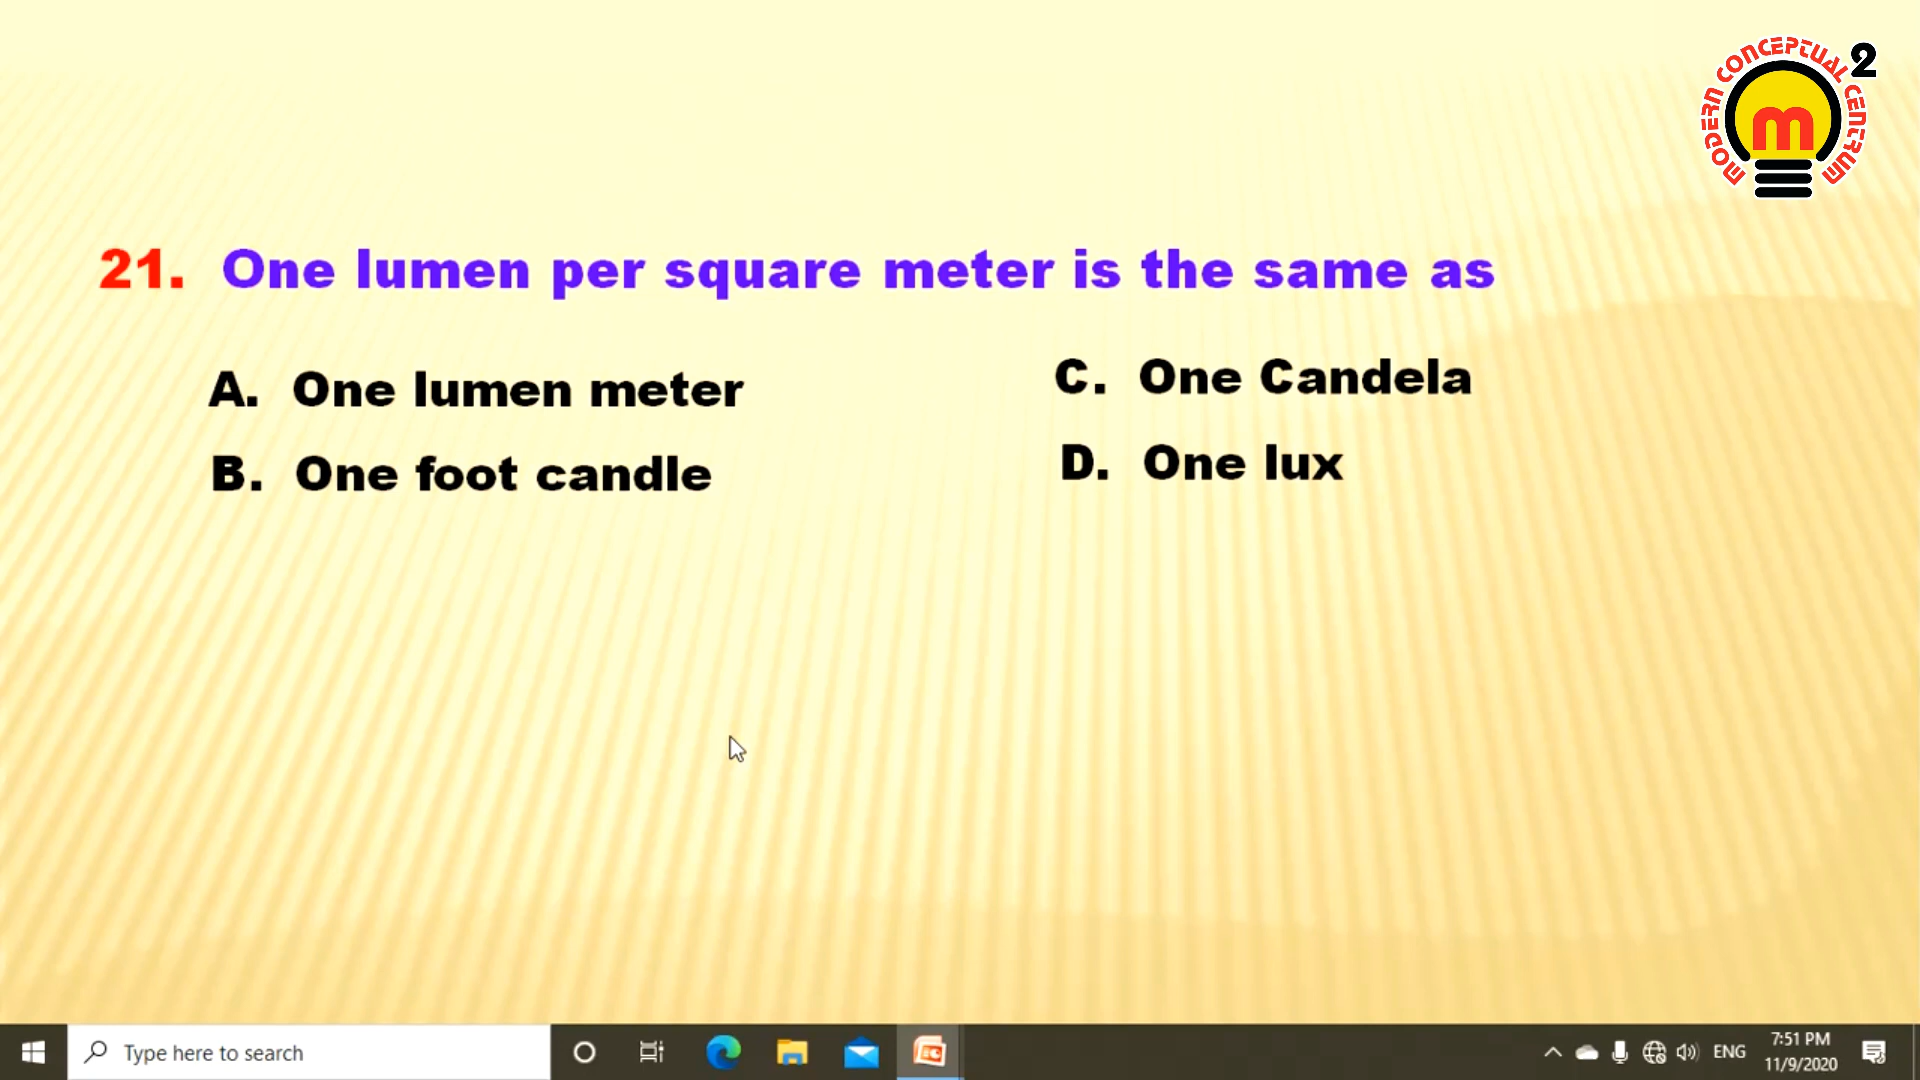 MODERN CONCEPTUAL CENTRUM
2
m
21. One lumen per square meter is the same as
A. One lumen meter
C. One Candela
B. One foot candle
D. One lux
Type here to search
ENG
7:51 PM
11/9/2020